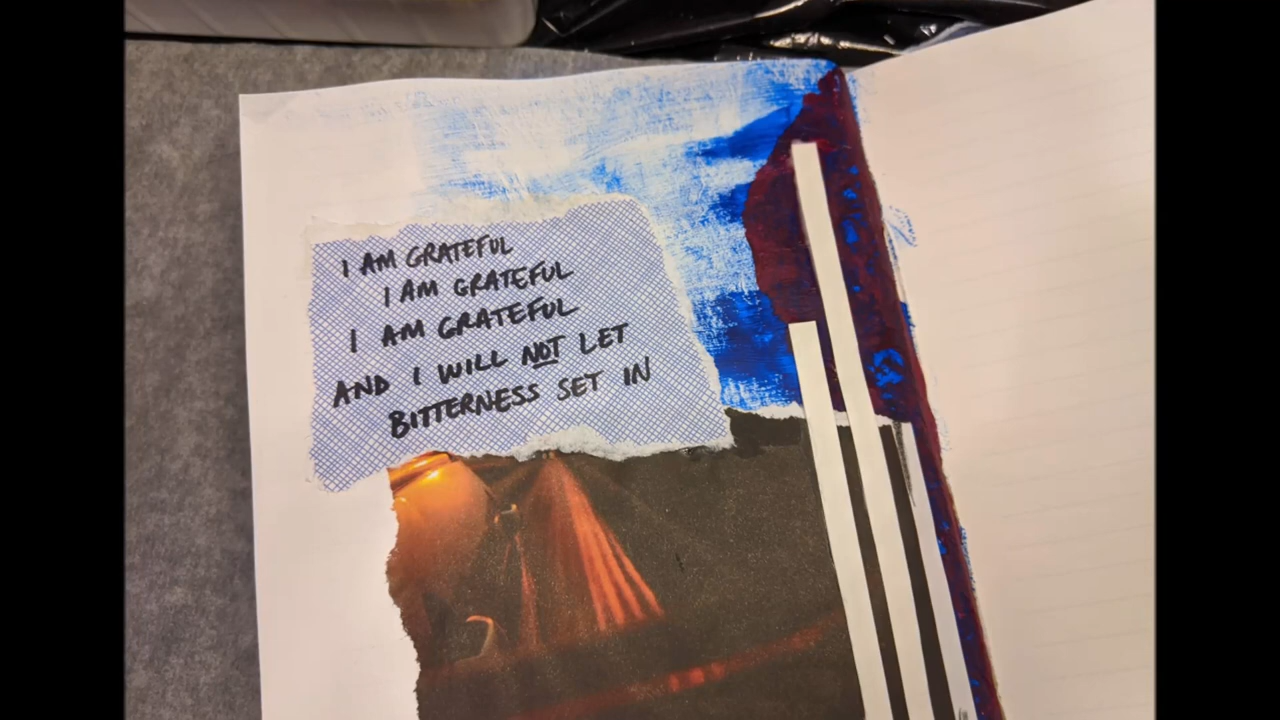 I AM GRATEFUL
I AM GRATEFUL
I AM GRATEFUL
AND I WILL NOT LET
BITTERNESS SET IN